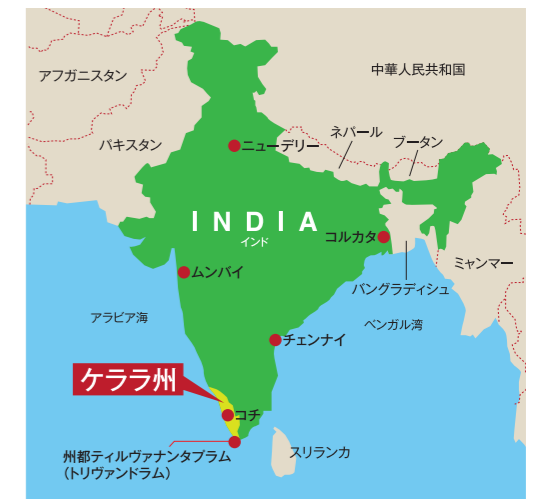 アフガニスタン
中華人民共和国
パキスタン
ニューデリー
ネパール
ブータン
INDIA
インド
コルカタ
ムンバイ
ミャンマー
バングラディシュ
アラビア海
ベンガル湾
チェンナイ
ケララ州
コチ
州都ティルヴァナンタプラム
（トリヴァンドラム）
スリランカ